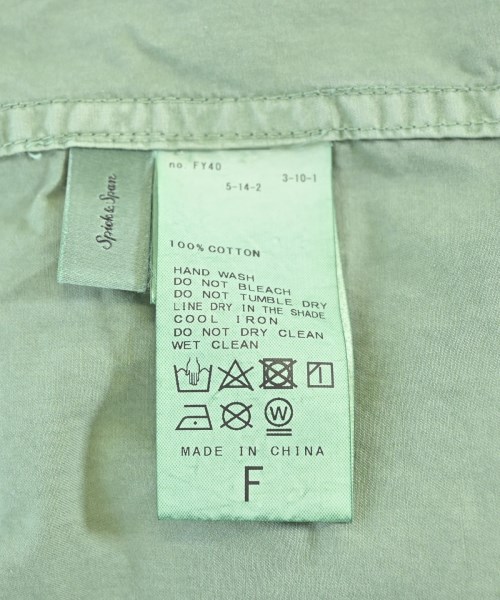 Spick & Span
no. FY40
5-14-2 3-10-1
100% COTTON
HAND WASH
DO NOT BLEACH
DO NOT TUMBLE DRY
LINE DRY IN THE SHADE
COOL IRON
DO NOT DRY CLEAN
WET CLEAN
W
MADE IN CHINA
F